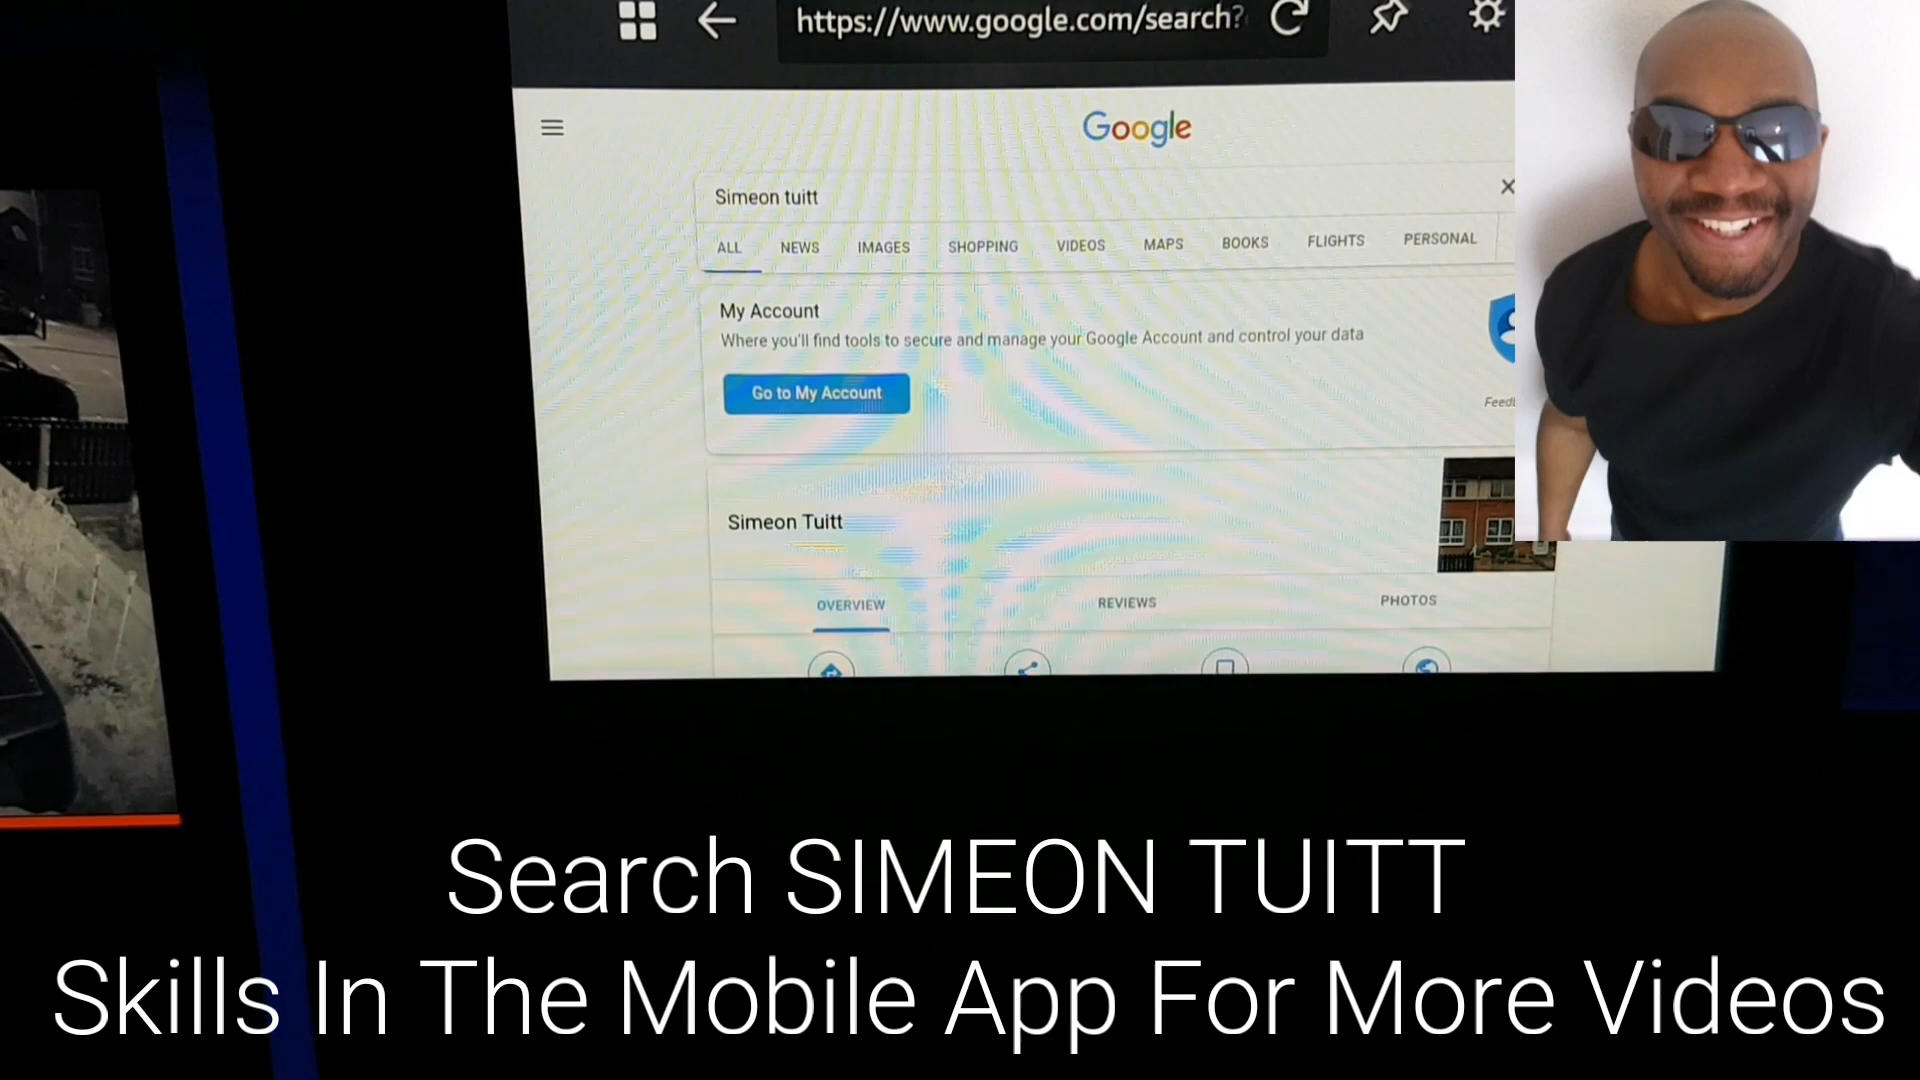 https://www.google.com/search?
Google
Simeon tuitt
ALL NEWS IMAGES SHOPPING VIDEOS MAPS BOOKS FLIGHTS PERSONAL
My Account
Where you'll find tools to secure and manage your Google Account and control your data
Go to My Account
Simeon Tuitt
OVERVIEW REVIEWS PHOTOS
Search SIMEON TUITT
Skills In The Mobile App For More Videos